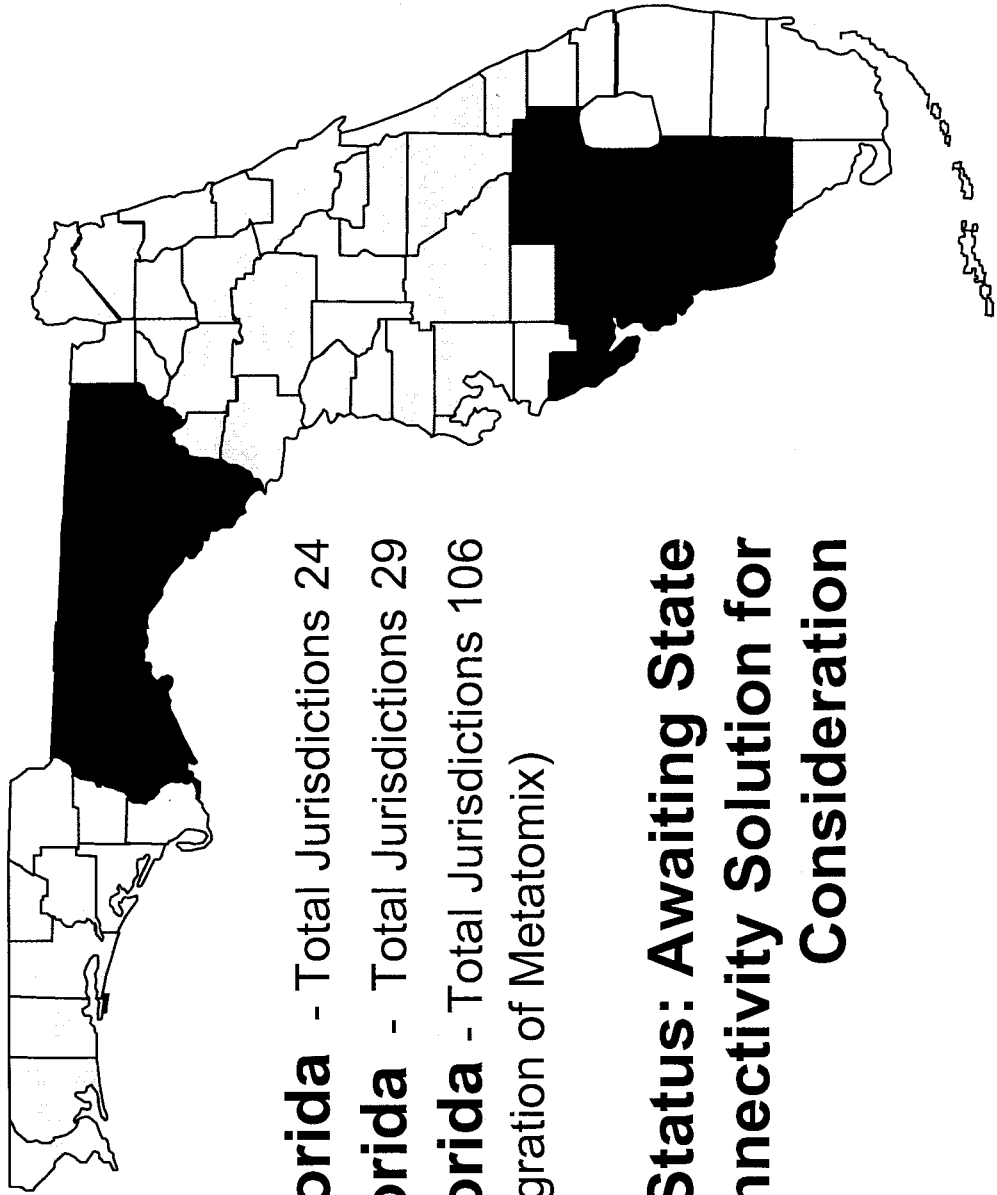 orida - Total Jurisdictions 24
orida - Total Jurisdictions 29
orida - Total Jurisdictions 106
gration of Metatomix)
Status: Awaiting State
nnectivity Solution for
Consideration